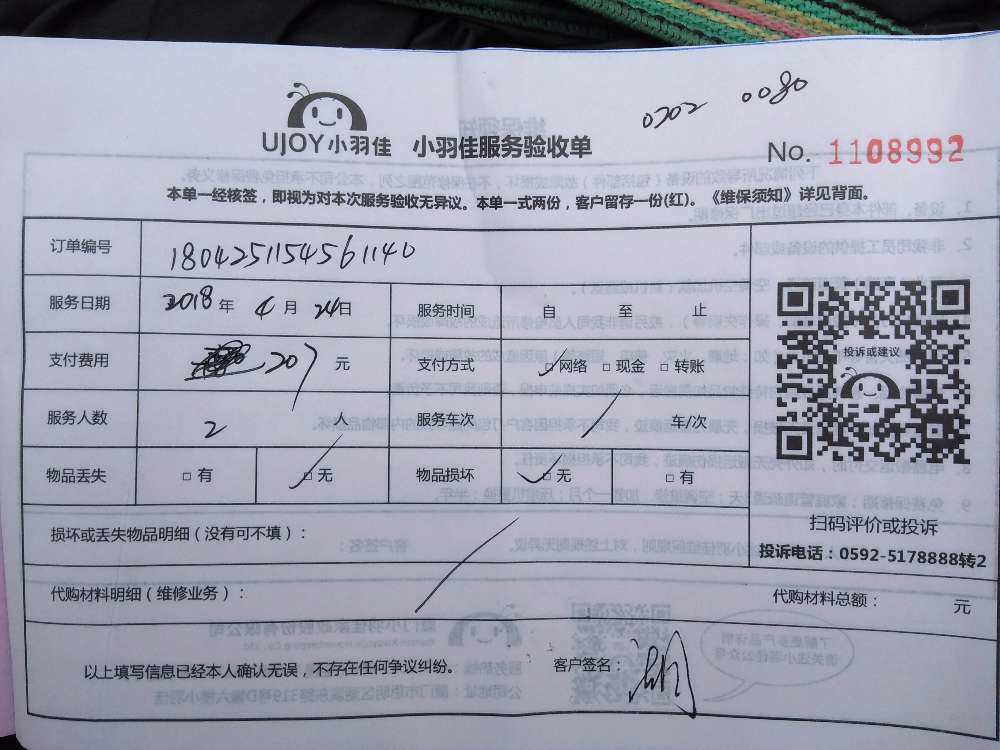 0302 0080
UJOY小羽佳 小羽佳服务验收单
No. 1108992
本单一经核签，即视为对本次服务验收无异议。本单一式两份，客户留存一份(红)。《维保须知》详见背面。
订单编号 1804251154561140
服务日期 2018年4月24日 服务时间 自 至 止
支付费用 207 元 支付方式 ☑网络 □现金 □转账
服务人数 2 人 服务车次 / 车/次
物品丢失 □有 ☑无 物品损坏 ☑无 □有
支付或建议
扫码评价或投诉
投诉电话：0592-5178888转2
损坏或丢失物品明细（没有可不填）：
代购材料明细（维修业务）：
代购材料总额： 元
以上填写信息已经本人确认无误，不存在任何争议纠纷。 客户签名：